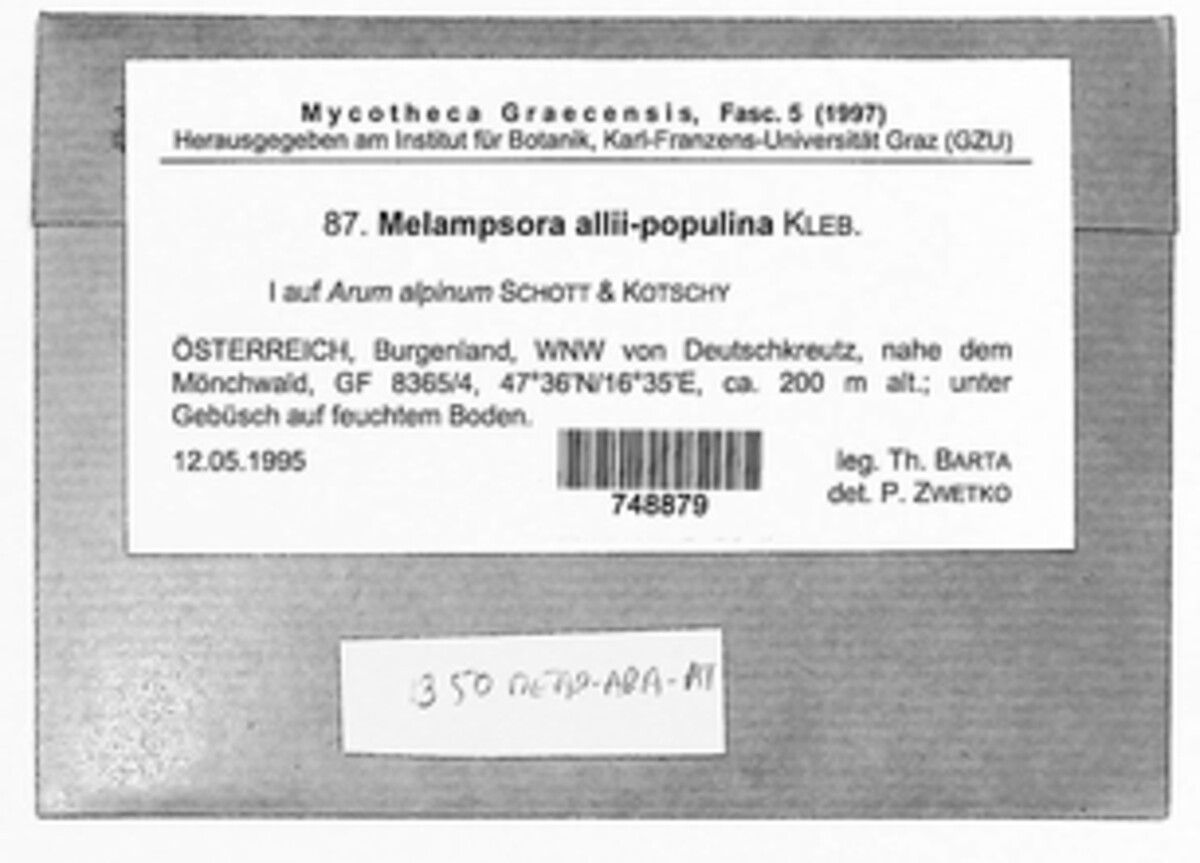 Mycotheca Graecensis, Fasc. 5 (1997)
Herausgegeben am Institut für Botanik, Karl-Franzens-Universität Graz (GZU)
87. Melampsora allii-populina KLEB.
I auf Arum alpinum SCHOTT & KOTSCHY
ÖSTERREICH, Burgenland, WNW von Deutschkreutz, nahe dem
Mönchwald, GF 8365/4, 47°36'N/16°35'E, ca. 200 m alt.; unter
Gebüsch auf feuchtem Boden.
12.05.1995
leg. Th. BARTA
det. P. ZWETKO
748879
350